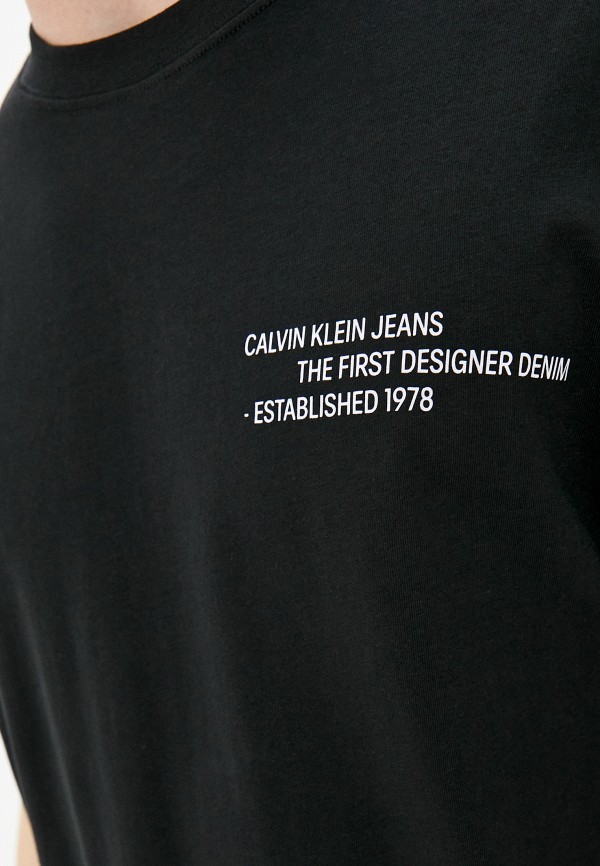 CALVIN KLEIN JEANS
THE FIRST DESIGNER DENIM
- ESTABLISHED 1978